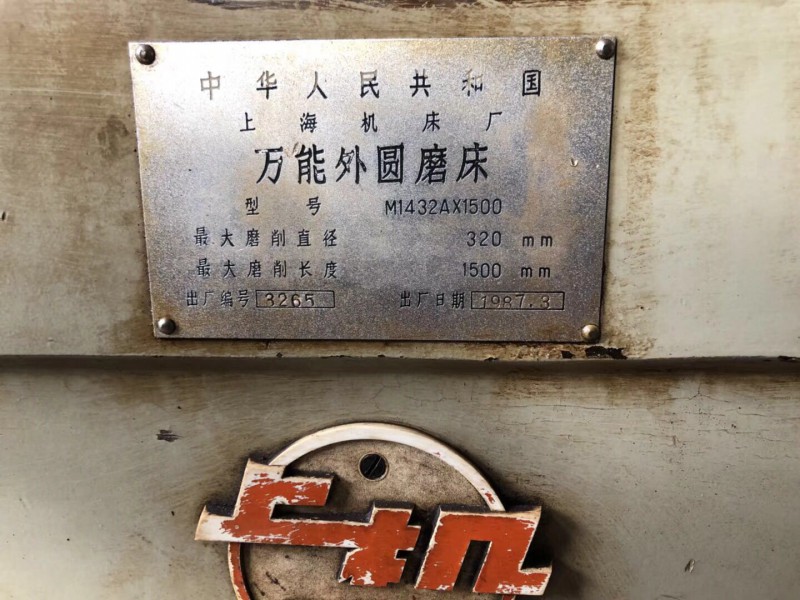 中华人民共和国
上海机床厂
万能外圆磨床
型号 M1432AX1500
最大磨削直径 320 mm
最大磨削长度 1500 mm
出厂编号 3265 出厂日期 1987.3
上机